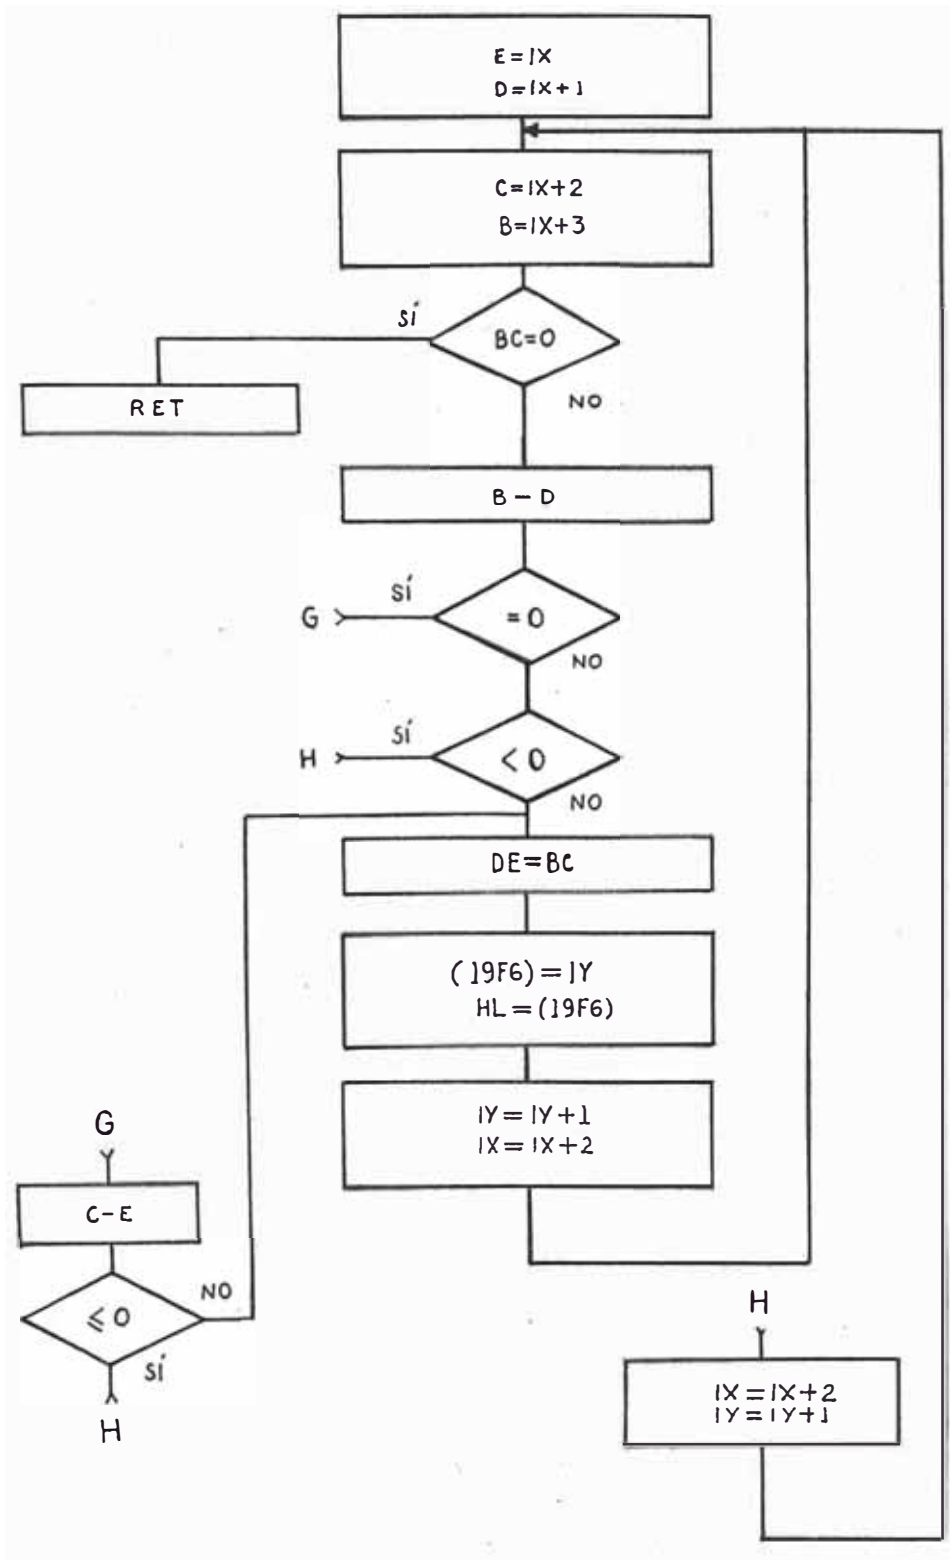 E=IX
D=IX+1
C=IX+2
B=IX+3
SÍ
BC=0
NO
RET
B-D
SÍ
G
=0
NO
SÍ
H
<0
NO
DE=BC
(19F6)=IY
HL=(19F6)
IY=IY+1
IX=IX+2
G
C-E
NO
≤0
SÍ
H
H
IX=IX+2
IY=IY+1